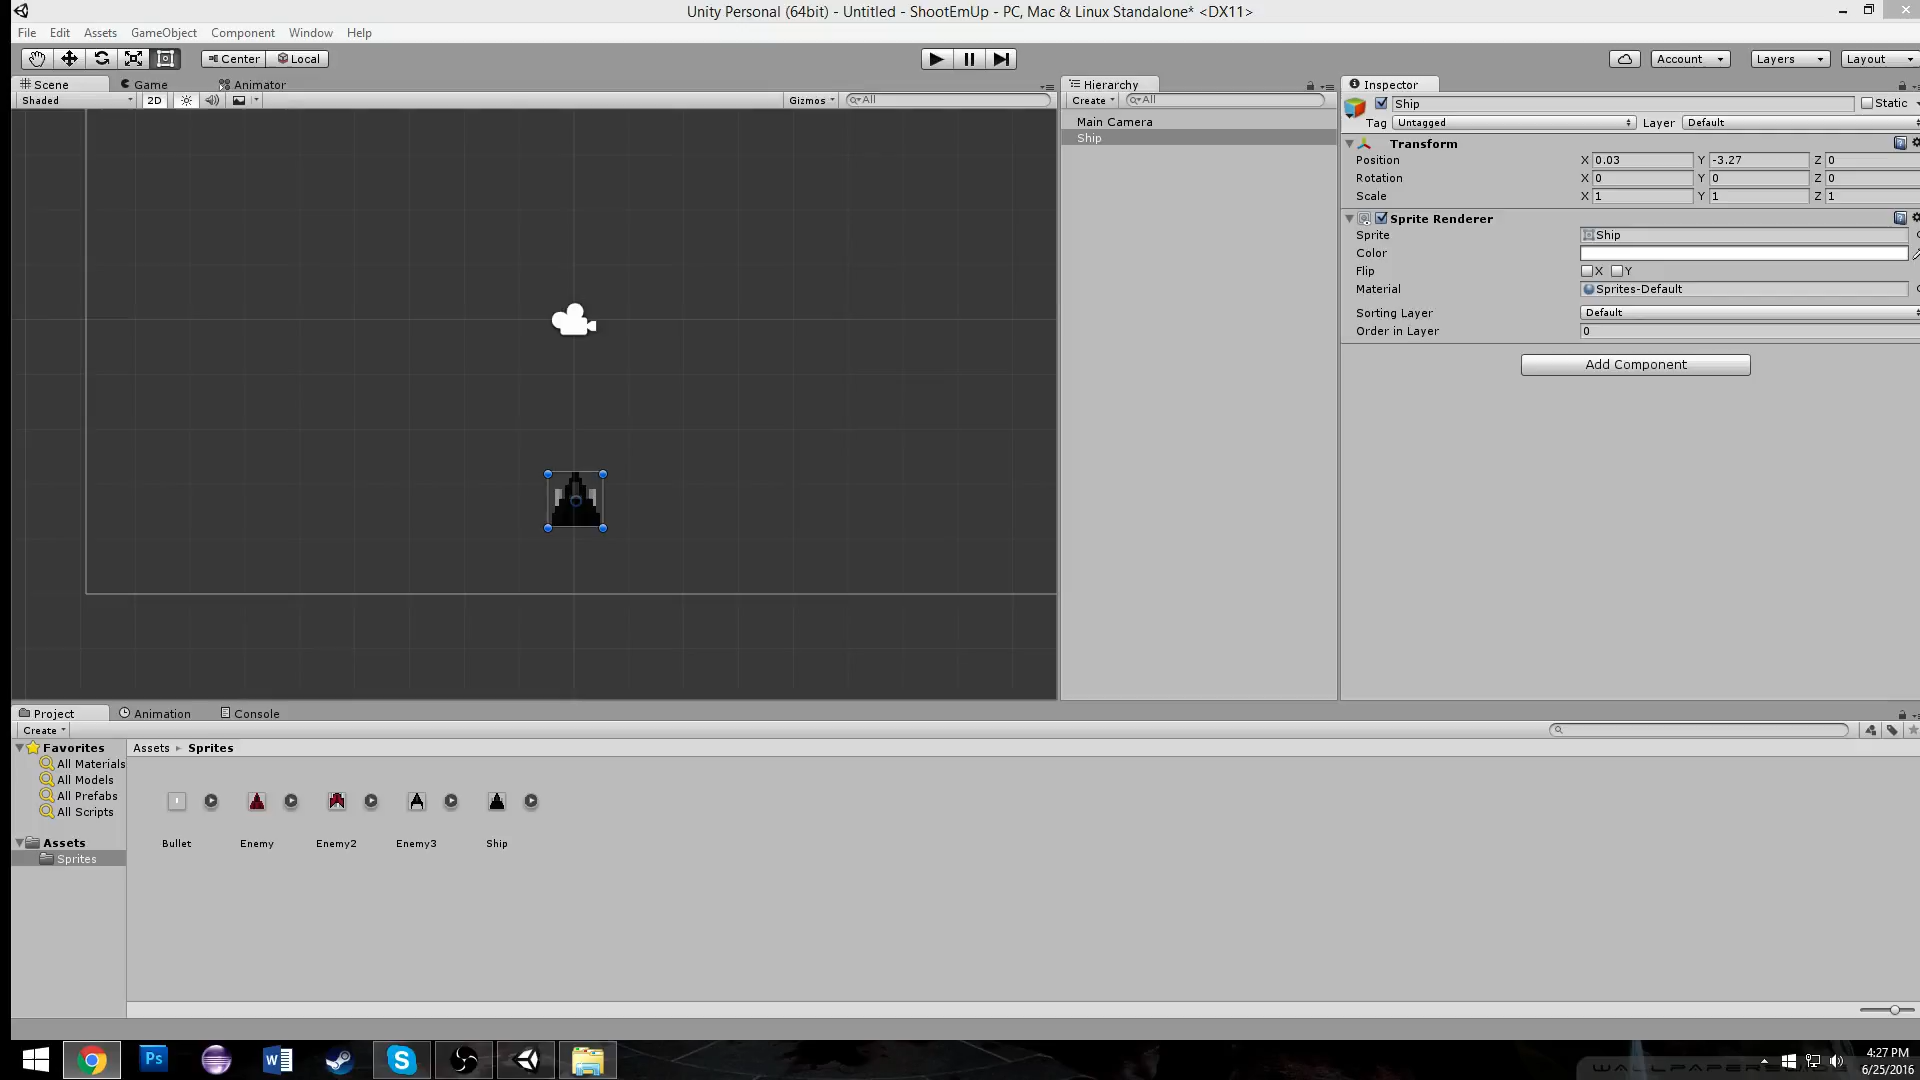 Unity Personal (64bit) - Untitled - ShootEmUp - PC, Mac & Linux Standalone* <DX11>
File Edit Assets GameObject Component Window Help
Center Local
Account Layers Layout
Scene Game Animator
Shaded 2D Gizmos All
Hierarchy
Create All
Main Camera
Ship
Inspector
Ship Static
Tag Untagged Layer Default
Transform
Position X 0.03 Y -3.27 Z 0
Rotation X 0 Y 0 Z 0
Scale X 1 Y 1 Z 1
Sprite Renderer
Sprite Ship
Color
Flip X Y
Material Sprites-Default
Sorting Layer Default
Order in Layer 0
Add Component
Project Animation Console
Create
Favorites
All Materials
All Models
All Prefabs
All Scripts
Assets
Sprites
Assets Sprites
Bullet Enemy Enemy2 Enemy3 Ship
Ps
W
S
4:27 PM
6/25/2016